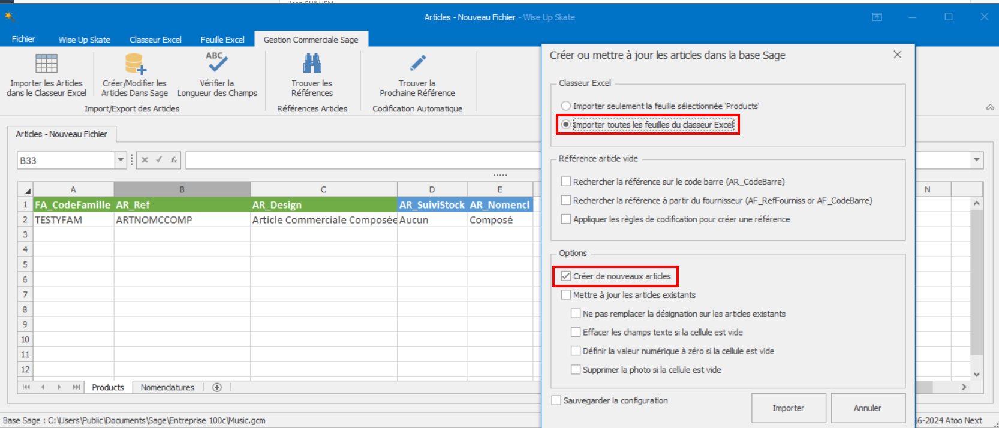 Articles - Nouveau Fichier - Wise Up Skate
Fichier
Wise Up Skate
Classeur Excel
Feuille Excel
Gestion Commerciale Sage
Importer les Articles
dans le Classeur Excel
Créer/Modifier les
Articles Dans Sage
ABC
Vérifier la
Longueur des Champs
Import/Export des Articles
Trouver les
Références
Références Articles
Trouver la
Prochaine Référence
Codification Automatique
Articles - Nouveau Fichier
B33
fx
A B C D E N
1 FA_CodeFamille AR_Ref AR_Design AR_SuiviStock AR_Nomencl
2 TESTYFAM ARTNOMCCOMP Article Commerciale Composée Aucun Composé
3
4
5
6
7
8
9
10
11
12
Products
Nomenclatures
Base Sage : C:\Users\Public\Documents\Sage\Entreprise 100c\Music.gcm
16-2024 Atoo Next
Créer ou mettre à jour les articles dans la base Sage
Classeur Excel
Importer seulement la feuille sélectionnée 'Products'
Importer toutes les feuilles du classeur Excel
Référence article vide
Rechercher la référence sur le code barre (AR_CodeBarre)
Rechercher la référence à partir du fournisseur (AF_RefFourniss or AF_CodeBarre)
Appliquer les règles de codification pour créer une référence
Options
Créer de nouveaux articles
Mettre à jour les articles existants
Ne pas remplacer la désignation sur les articles existants
Effacer les champs texte si la cellule est vide
Définir la valeur numérique à zéro si la cellule est vide
Supprimer la photo si la cellule est vide
Sauvegarder la configuration
Importer
Annuler